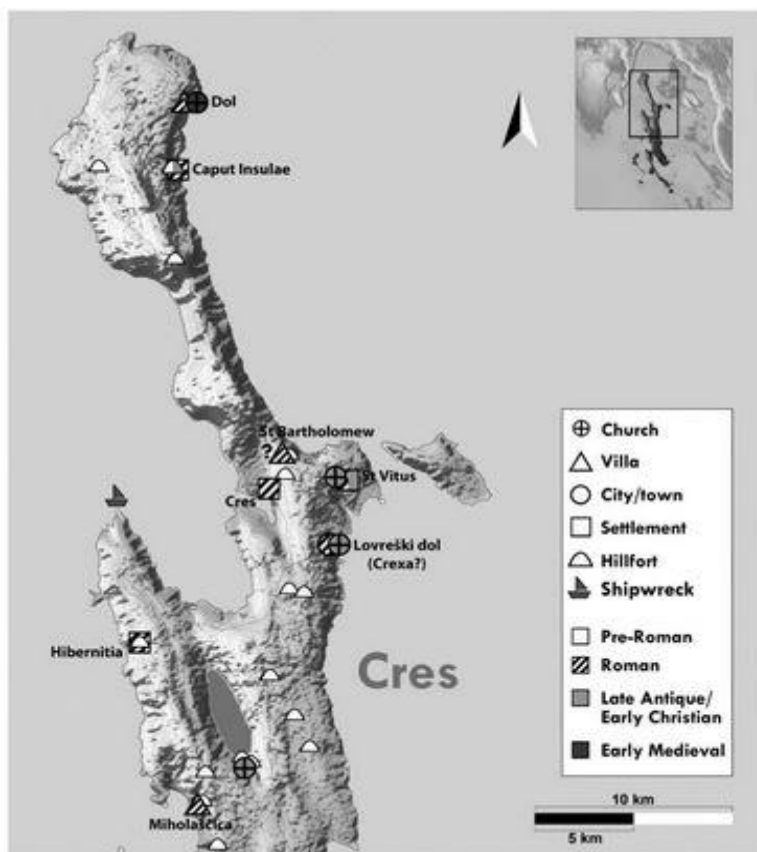 Dol
Caput Insulae
St Bartholomew
?
St Vitus
Cres
Lovreški dol
(Crexa?)
Hibernitia
Cres
Miholašćica
Church
Villa
City/town
Settlement
Hillfort
Shipwreck
Pre-Roman
Roman
Late Antique/
Early Christian
Early Medieval
10 km
5 km